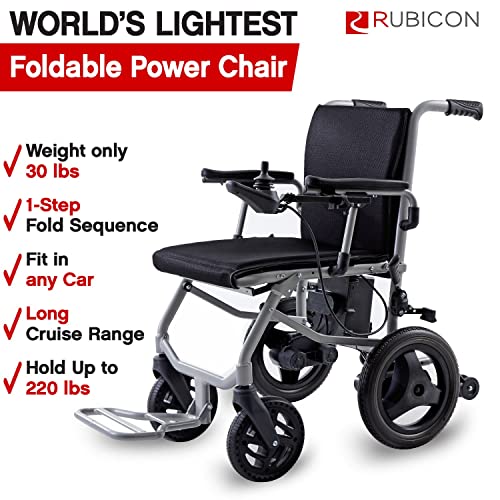 WORLD'S LIGHTEST
RUBICON
Foldable Power Chair
Weight only
30 lbs
1-Step
Fold Sequence
Fit in
any Car
Long
Cruise Range
Hold Up to
220 lbs